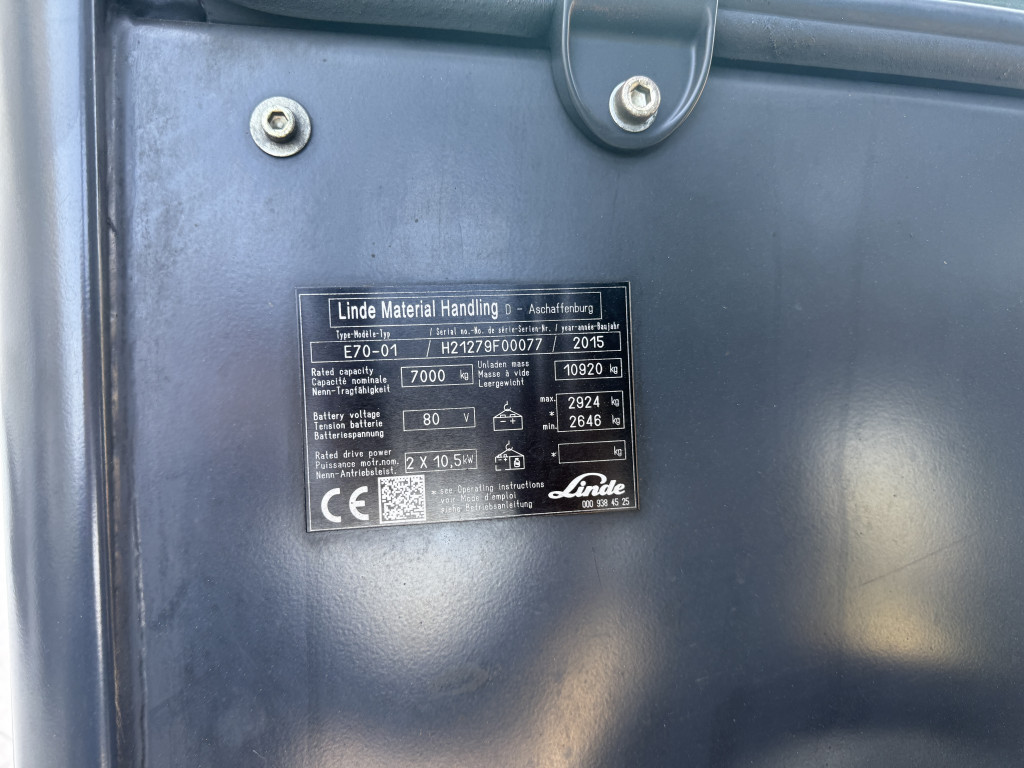 Linde Material Handling D - Aschaffenburg
Type-Modèle-Typ / Serial no.-No. de série-Serien-Nr. / year-année-Baujahr
E70-01 / H21279F00077 / 2015
Rated capacity
Capacité nominale
Nenn-Tragfähigkeit
7000 kg
Unladen mass
Masse à vide
Leergewicht
10920 kg
Battery voltage
Tension batterie
Batteriespannung
80 V
- +
max.
*
min.
2924 kg
2646 kg
Rated drive power
Puissance motr.nom.
Nenn-Antriebsleist.
2 X 10,5 kW
* kg
CE
* see Operating instructions
voir Mode d'emploi
siehe Betriebsanleitung
Linde
000 938 45 25